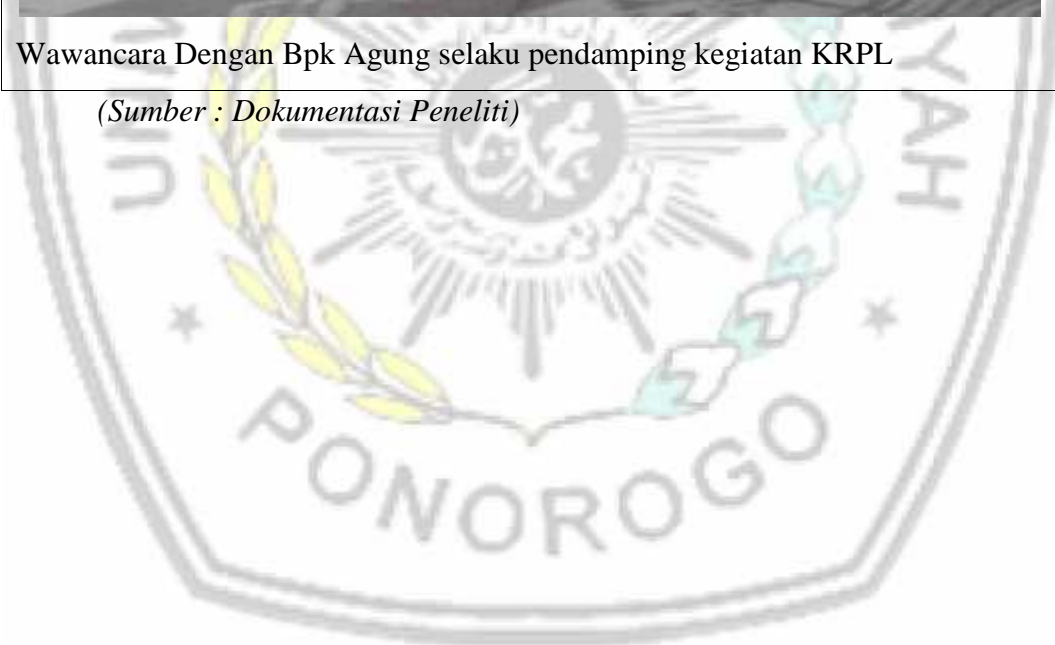 Wawancara Dengan Bpk Agung selaku pendamping kegiatan KRPL
(Sumber : Dokumentasi Peneliti)
PONOROGO